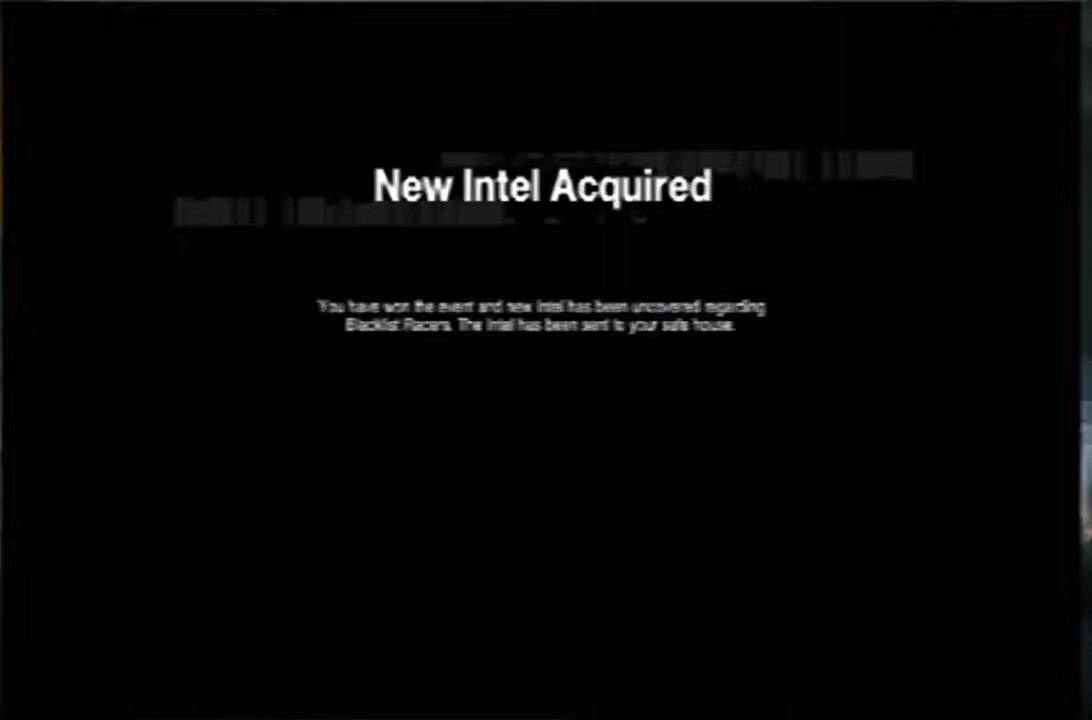 New Intel Acquired
You have won the event and new Intel has been uncovered regarding
Blacklist Racers. The Intel has been sent to your safe house.